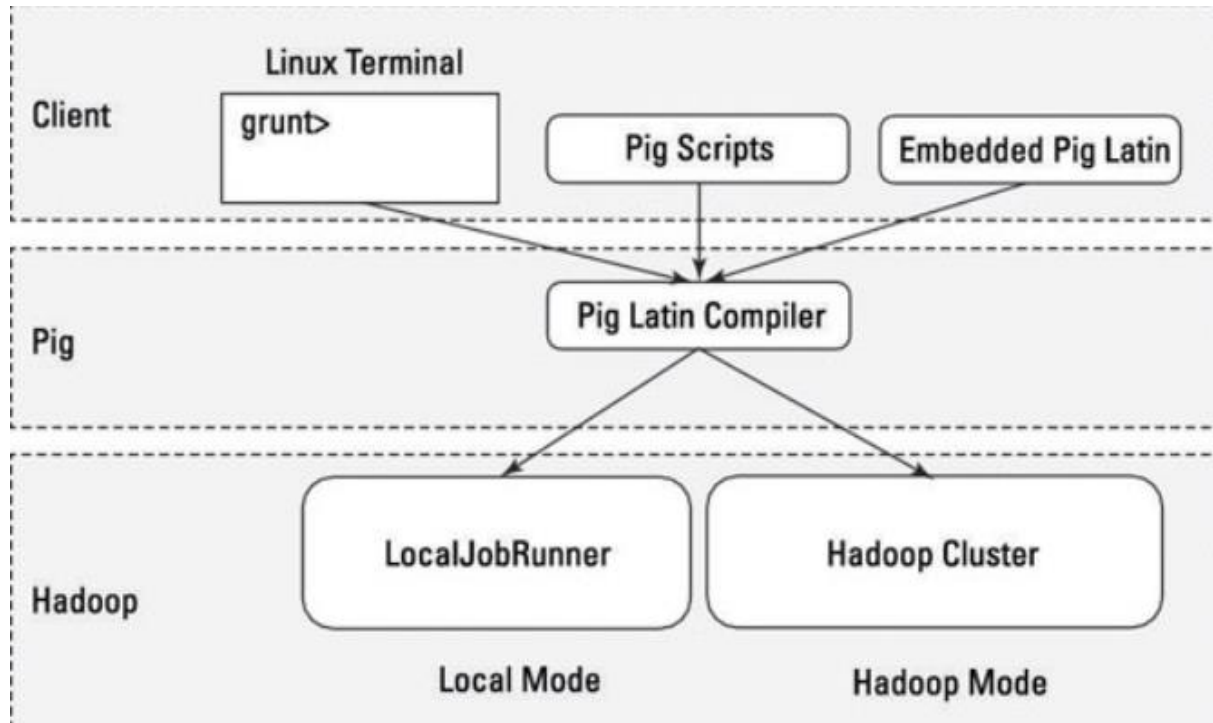 Linux Terminal
Client
grunt>
Pig Scripts
Embedded Pig Latin
Pig Latin Compiler
Pig
LocalJobRunner
Hadoop Cluster
Hadoop
Local Mode
Hadoop Mode